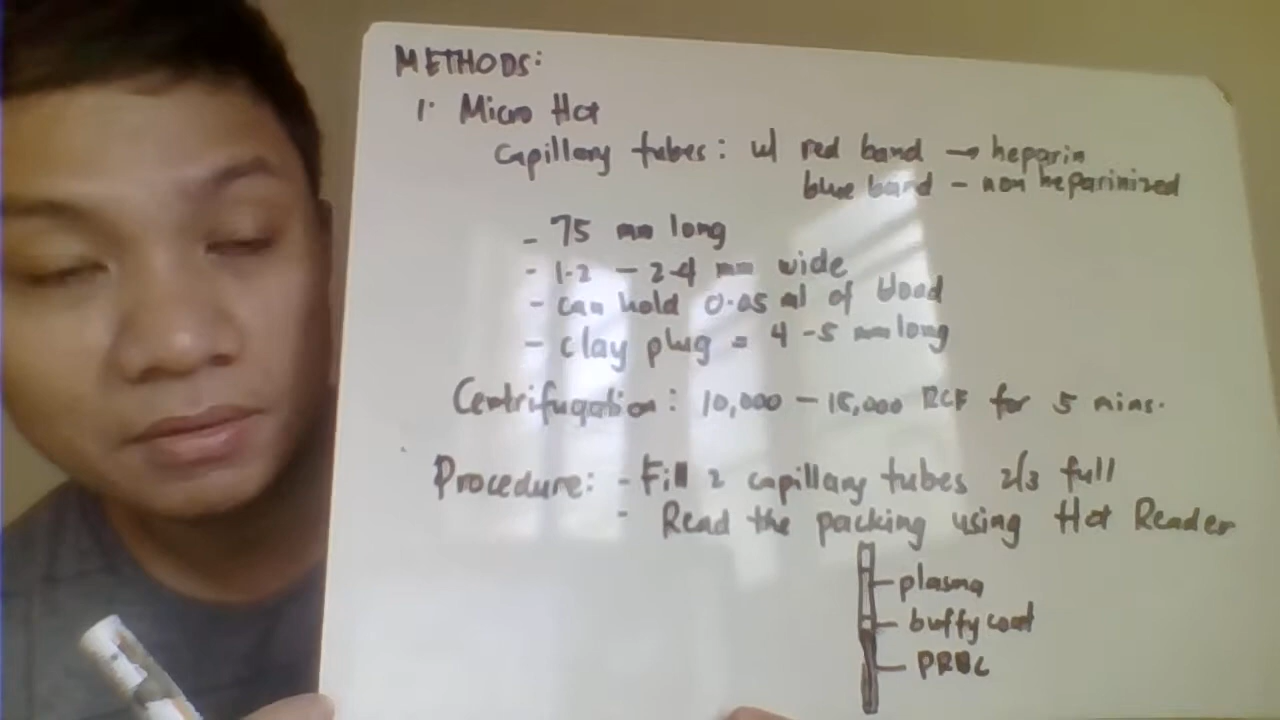 METHODS:
1. Micro Hct
Capillary tubes: w/ red band → heparin
blue band - non heparinized
- 75 mm long
- 1.2 - 2.4 mm wide
- can hold 0.05 ml of blood
- clay plug = 4 -5 mm long
Centrifugation: 10,000 - 15,000 RCF for 5 mins.
Procedure: - Fill 2 capillary tubes 2/3 full
- Read the packing using Hct Reader
plasma
buffy coat
PRBC